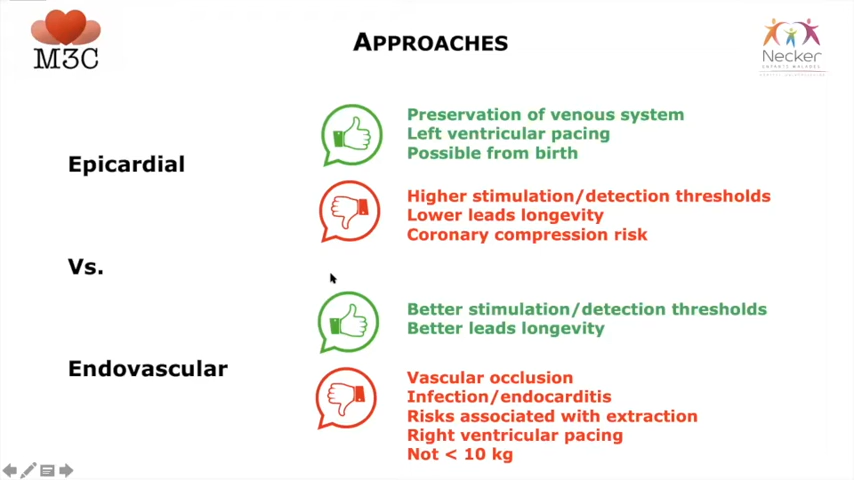 M3C
APPROACHES
Necker
ENFANTS MALADES
Epicardial
Preservation of venous system
Left ventricular pacing
Possible from birth
Higher stimulation/detection thresholds
Lower leads longevity
Coronary compression risk
Vs.
Endovascular
Better stimulation/detection thresholds
Better leads longevity
Vascular occlusion
Infection/endocarditis
Risks associated with extraction
Right ventricular pacing
Not < 10 kg